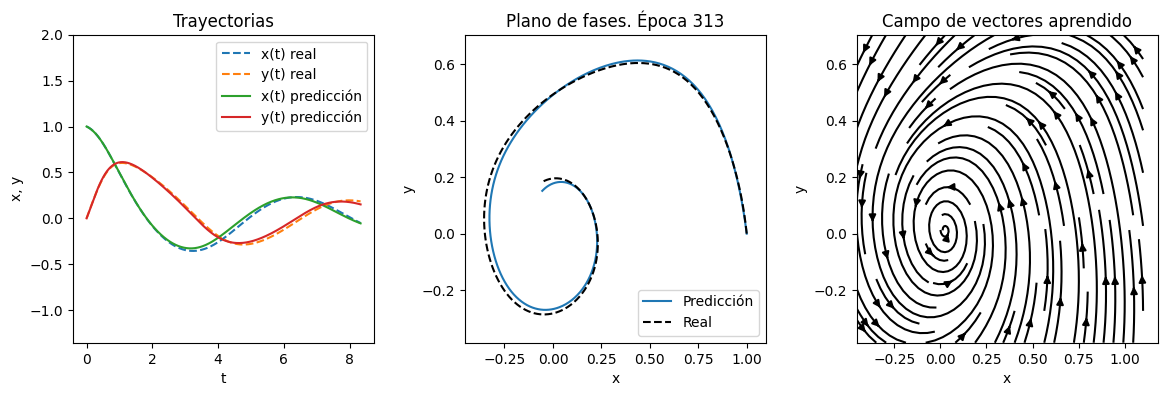 Trayectorias
2.0
1.5
1.0
0.5
0.0
−0.5
−1.0
x, y
0 2 4 6 8
t
x(t) real
y(t) real
x(t) predicción
y(t) predicción
Plano de fases. Época 313
0.6
0.4
0.2
0.0
−0.2
y
−0.25 0.00 0.25 0.50 0.75 1.00
x
Predicción
Real
Campo de vectores aprendido
0.6
0.4
0.2
0.0
−0.2
y
−0.25 0.00 0.25 0.50 0.75 1.00
x